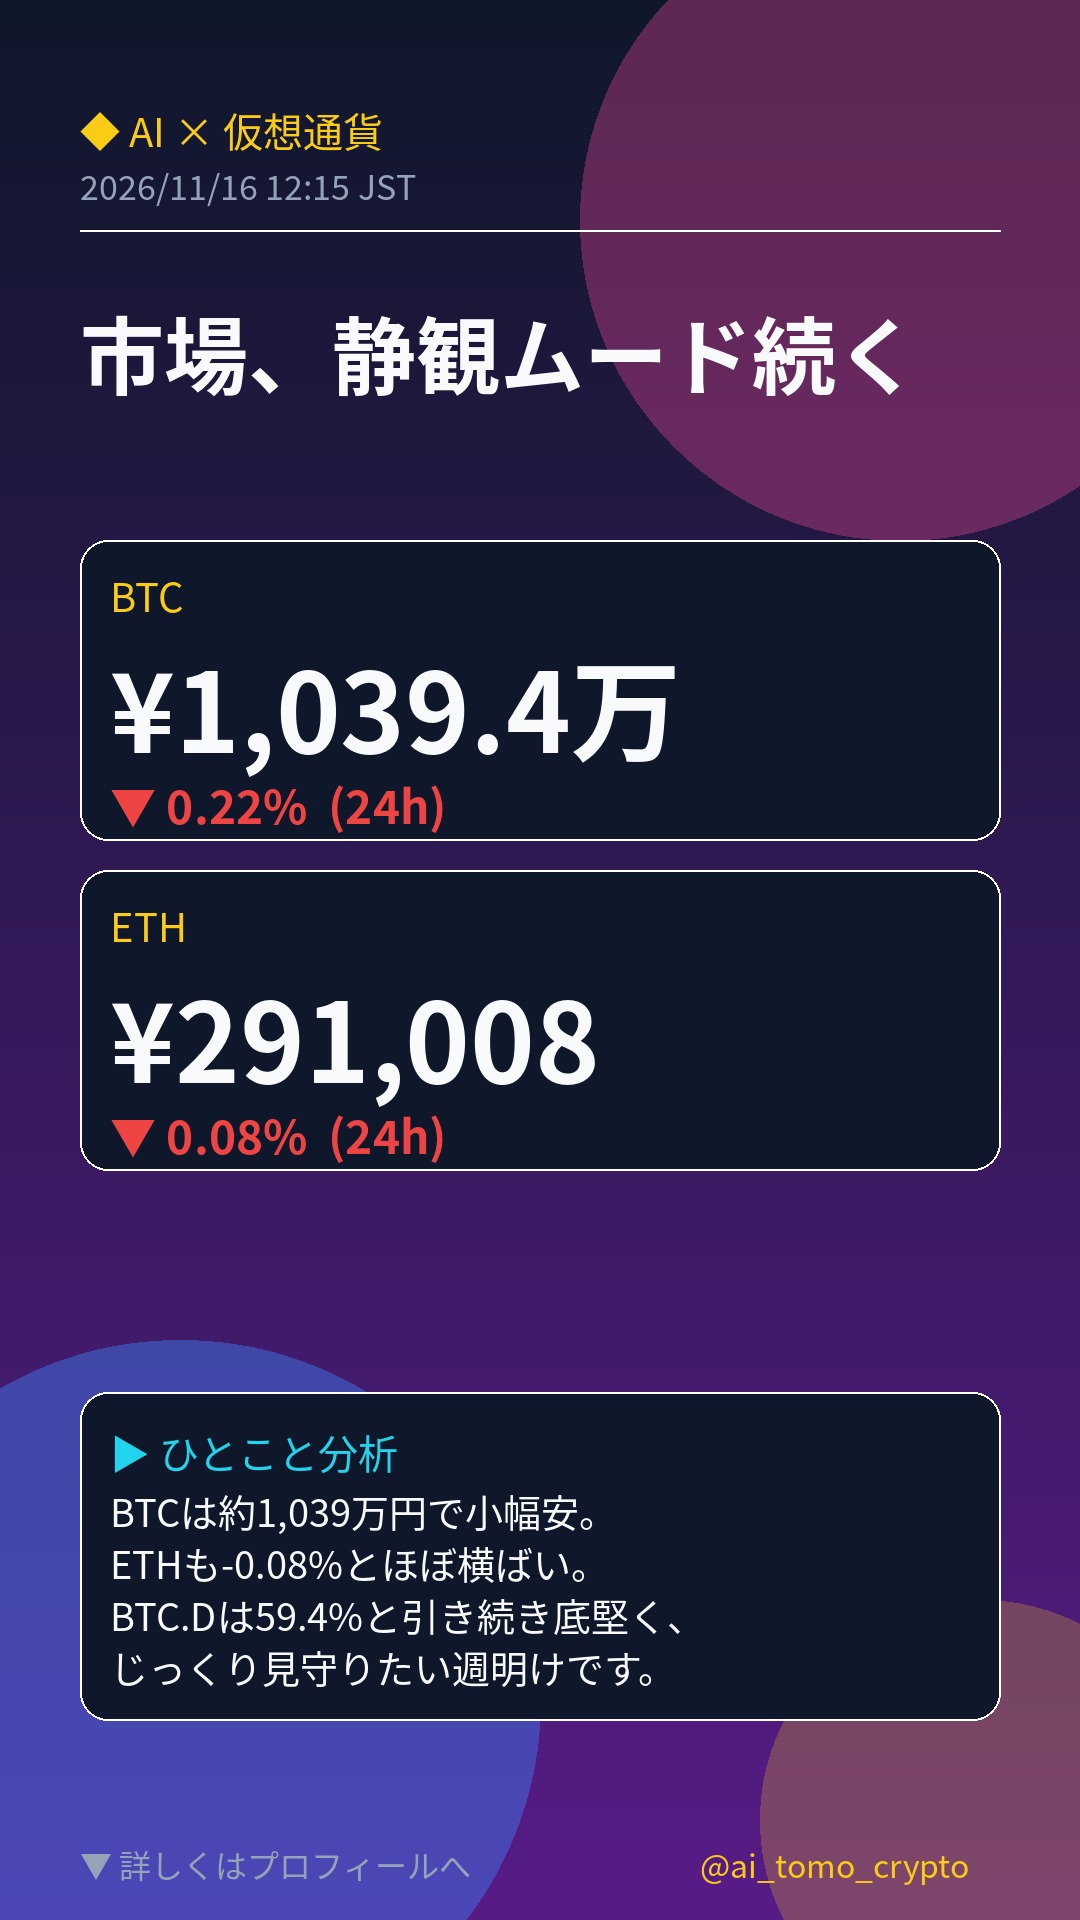 ◆ AI × 仮想通貨
2026/11/16 12:15 JST
市場、静観ムード続く
BTC
¥1,039.4万
▼ 0.22% (24h)
ETH
¥291,008
▼ 0.08% (24h)
▶ ひとこと分析
BTCは約1,039万円で小幅安。
ETHも-0.08%とほぼ横ばい。
BTC.Dは59.4%と引き続き底堅く、
じっくり見守りたい週明けです。
▼ 詳しくはプロフィールへ
@ai_tomo_crypto